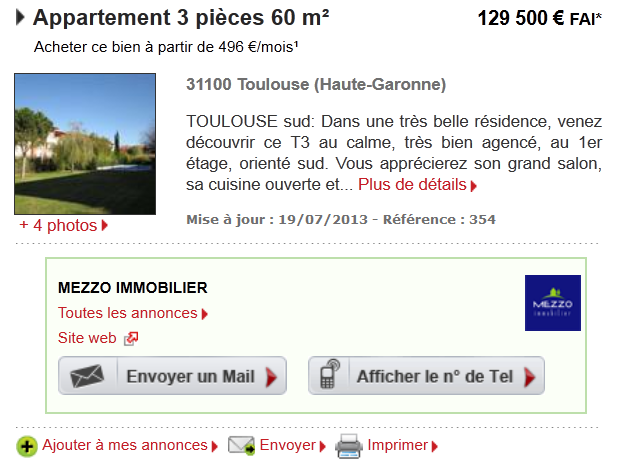 Appartement 3 pièces 60 m²
129 500 € FAI*
Acheter ce bien à partir de 496 €/mois¹
31100 Toulouse (Haute-Garonne)
TOULOUSE sud: Dans une très belle résidence, venez
découvrir ce T3 au calme, très bien agencé, au 1er
étage, orienté sud. Vous apprécierez son grand salon,
sa cuisine ouverte et... Plus de détails
+ 4 photos
Mise à jour : 19/07/2013 - Référence : 354
MEZZO IMMOBILIER
Toutes les annonces
Site web
MEZZO
immobilier
Envoyer un Mail
Afficher le n° de Tel
Ajouter à mes annonces
Envoyer
Imprimer